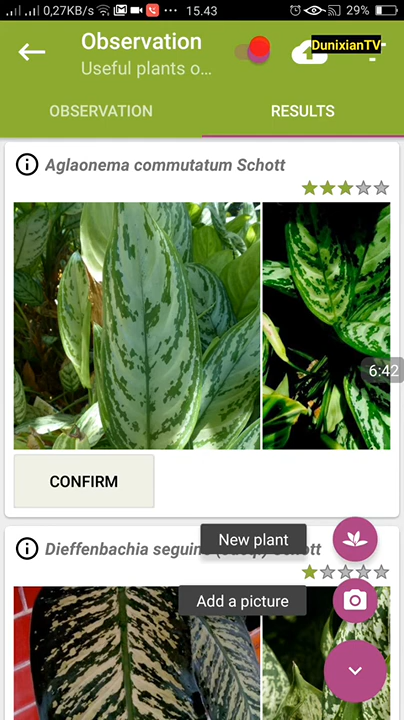 0,27KB/s
15.43
29%
Observation
DunixianTV
Useful plants o...
OBSERVATION
RESULTS
Aglaonema commutatum Schott
6:42
CONFIRM
New plant
Dieffenbachia seguine Schott
Add a picture